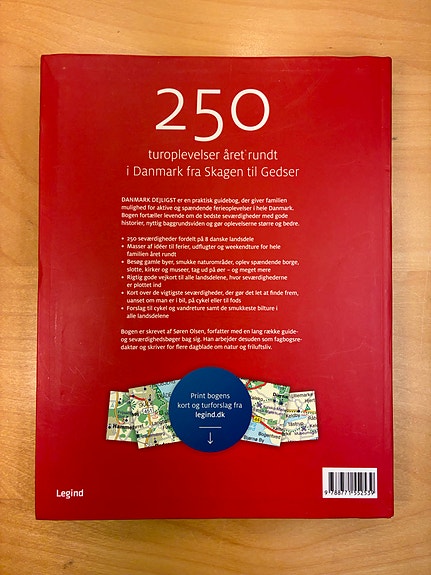 250
turoplevelser året rundt
i Danmark fra Skagen til Gedser
DANMARK DEJLIGST er en praktisk guidebog, der giver familien
mulighed for aktive og spændende ferieoplevelser i hele Danmark.
Bogen fortæller levende om de bedste seværdigheder med gode
historier, nyttig baggrundsviden og gør oplevelserne større og bedre.
+ 250 seværdigheder fordelt på 8 danske landsdele
+ Masser af idéer til ferier, udflugter og weekendture for hele
familien året rundt
+ Besøg gamle byer, smukke naturområder, oplev spændende borge,
slotte, kirker og museer, tag ud på øer – og meget mere
+ Rigtig gode vejkort til alle landsdelene, hvor seværdighederne
er plottet ind
+ Kort over de vigtigste seværdigheder, der gør det let at finde frem,
uanset om man er i bil, på cykel eller til fods
+ Forslag til cykel og vandreture samt de smukkeste bilture i
alle landsdelene
Bogen er skrevet af Søren Olsen, forfatter med en lang række guide-
og seværdighedsbøger bag sig. Han arbejder desuden som fagbogsre-
daktør og skriver for flere dagblade om natur og friluftsliv.
Print bogens
kort og turforslag fra
legind.dk
Legind
9 788771 552539